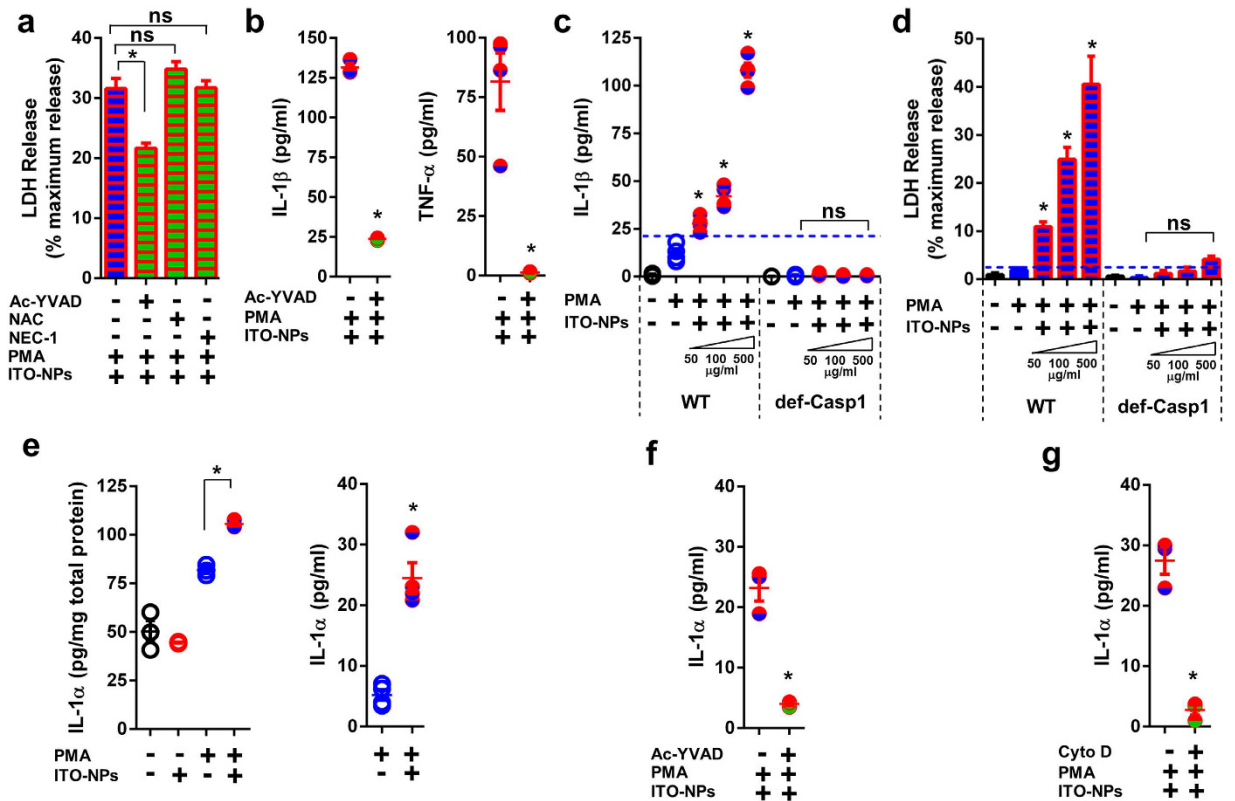 a
LDH Release
(% maximum release)
40
30
20
10
0
ns
ns
*
Ac-YVAD - + - -
NAC - - + -
NEC-1 - - - +
PMA + + + +
ITO-NPs + + + +
b
IL-1β (pg/ml)
150
125
100
75
50
25
0
*
TNF-α (pg/ml)
100
75
50
25
0
*
Ac-YVAD - + - +
PMA + + + +
ITO-NPs + + + +
c
IL-1β (pg/ml)
125
100
75
50
25
0
* * *
ns
PMA - + + + + - + + + +
ITO-NPs - - + + + - - + + +
50 100 500 50 100 500
μg/ml μg/ml
WT def-Casp1
d
LDH Release
(% maximum release)
50
40
30
20
10
0
* * *
ns
PMA - + + + + - + + + +
ITO-NPs - - + + + - - + + +
50 100 500 50 100 500
μg/ml μg/ml
WT def-Casp1
e
IL-1α (pg/mg total protein)
125
100
75
50
25
0
*
PMA - - + +
ITO-NPs - + - +
IL-1α (pg/ml)
40
30
20
10
0
*
+ +
- +
f
IL-1α (pg/ml)
40
30
20
10
0
*
Ac-YVAD - +
PMA + +
ITO-NPs + +
g
IL-1α (pg/ml)
40
30
20
10
0
*
Cyto D - +
PMA + +
ITO-NPs + +